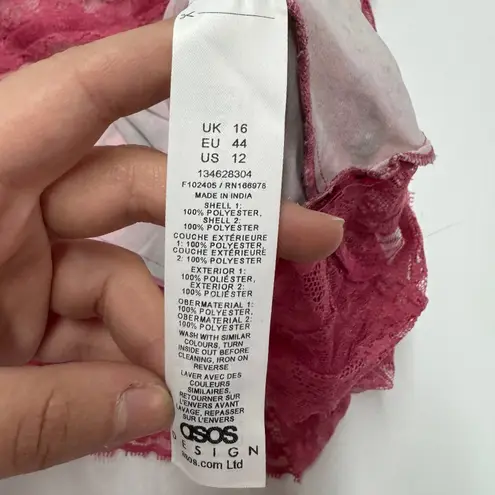 UK 16
EU 44
US 12
134628304
F102405 / RN166978
MADE IN INDIA
SHELL 1:
100% POLYESTER,
SHELL 2:
100% POLYESTER
COUCHE EXTÉRIEURE
1: 100% POLYESTER,
COUCHE EXTÉRIEURE
2: 100% POLYESTER
EXTERIOR 1:
100% POLIÉSTER,
EXTERIOR 2:
100% POLIÉSTER
OBERMATERIAL 1:
100% POLYESTER,
OBERMATERIAL 2:
100% POLYESTER
WASH WITH SIMILAR
COLOURS, TURN
INSIDE OUT BEFORE
CLEANING, IRON ON
REVERSE
LAVER AVEC DES
COULEURS
SIMILAIRES,
RETOURNER SUR
L'ENVERS AVANT
LAVAGE, REPASSER
SUR L'ENVERS
asos
DESIGN
asos.com Ltd